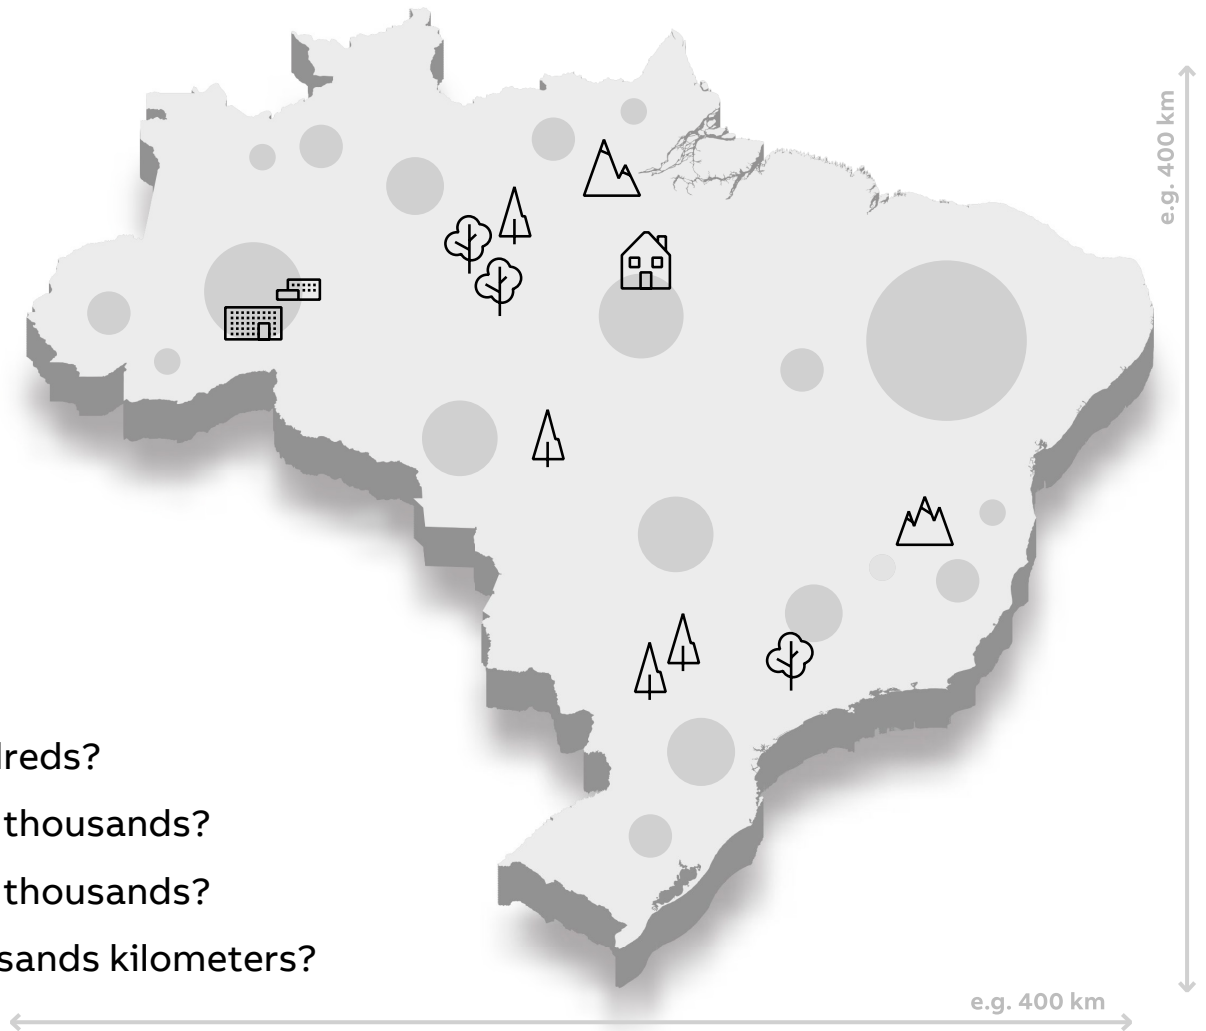 e.g. 400 km
dreds?
thousands?
thousands?
sands kilometers?
e.g. 400 km